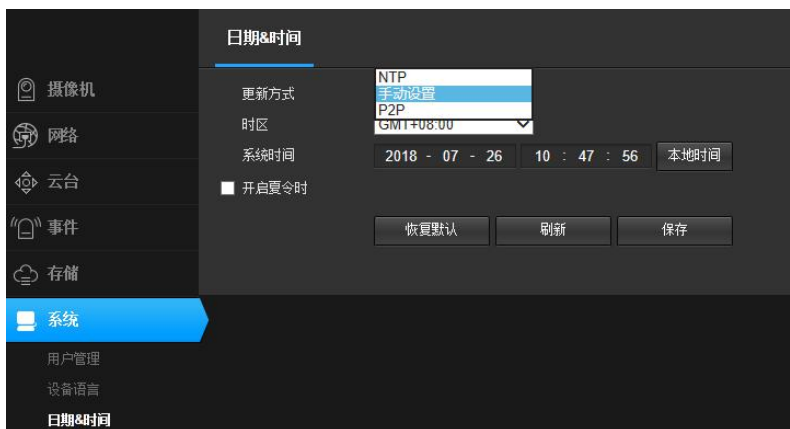 日期&时间
摄像机
网络
云台
事件
存储
系统
用户管理
设备语言
日期&时间
更新方式
NTP
手动设置
P2P
时区 GMT+08:00
系统时间 2018 - 07 - 26 10 : 47 : 56 本地时间
开启夏令时
恢复默认 刷新 保存